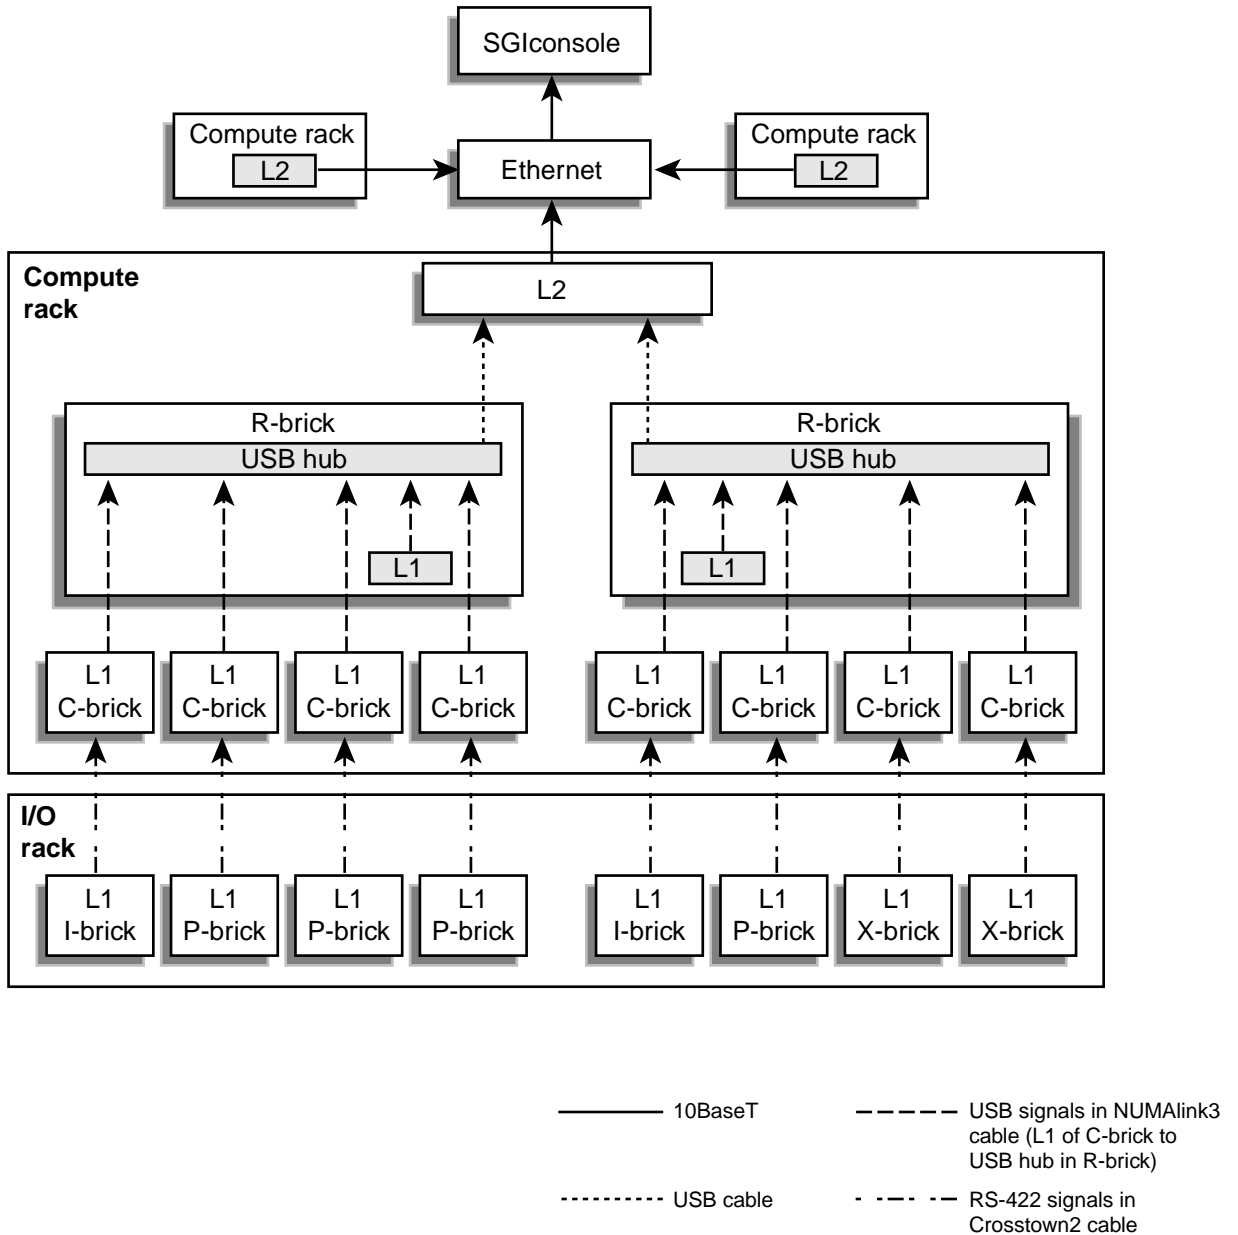 SGIconsole
Compute rack
L2
Ethernet
Compute rack
L2
Compute
rack
L2
R-brick
USB hub
L1
R-brick
USB hub
L1
L1
C-brick
L1
C-brick
L1
C-brick
L1
C-brick
L1
C-brick
L1
C-brick
L1
C-brick
L1
C-brick
I/O
rack
L1
I-brick
L1
P-brick
L1
P-brick
L1
P-brick
L1
I-brick
L1
P-brick
L1
X-brick
L1
X-brick
10BaseT
USB signals in NUMAlink3
cable (L1 of C-brick to
USB hub in R-brick)
USB cable
RS-422 signals in
Crosstown2 cable